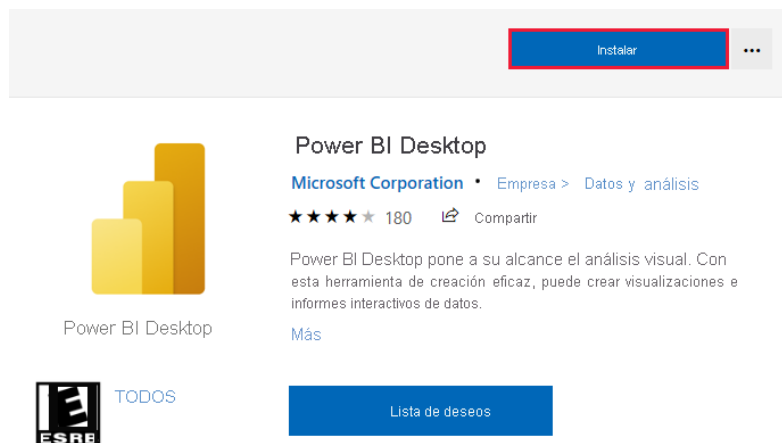 Instalar
Power BI Desktop
Microsoft Corporation • Empresa > Datos y análisis
180 Compartir
Power BI Desktop pone a su alcance el análisis visual. Con
esta herramienta de creación eficaz, puede crear visualizaciones e
informes interactivos de datos.
Más
Power BI Desktop
E
TODOS
ESRB
Lista de deseos